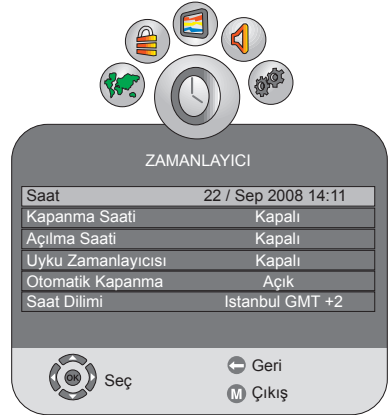 ZAMANLAYICI
Saat 22 / Sep 2008 14:11
Kapanma Saati Kapalı
Açılma Saati Kapalı
Uyku Zamanlayıcısı Kapalı
Otomatik Kapanma Açık
Saat Dilimi Istanbul GMT +2
OK Seç
Geri
M Çıkış